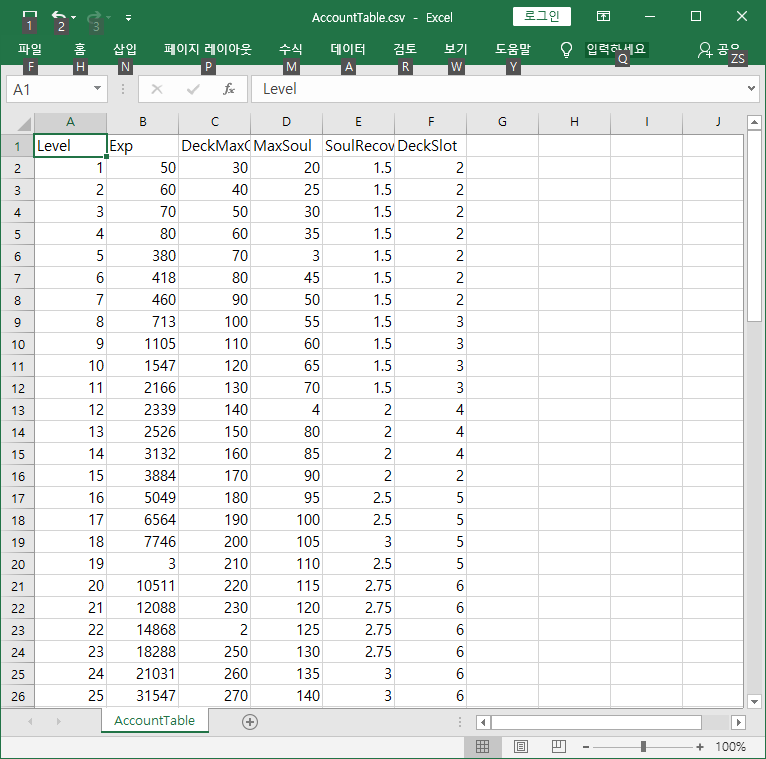 AccountTable.csv - Excel 로그인
1 2 3
파일 홈 삽입 페이지 레이아웃 수식 데이터 검토 보기 도움말 입력하세요 공유
F H N P M A R W Y Q ZS
A1 fx Level
A B C D E F G H I J
1 Level Exp DeckMaxC MaxSoul SoulRecov DeckSlot
2 1 50 30 20 1.5 2
3 2 60 40 25 1.5 2
4 3 70 50 30 1.5 2
5 4 80 60 35 1.5 2
6 5 380 70 3 1.5 2
7 6 418 80 45 1.5 2
8 7 460 90 50 1.5 2
9 8 713 100 55 1.5 3
10 9 1105 110 60 1.5 3
11 10 1547 120 65 1.5 3
12 11 2166 130 70 1.5 3
13 12 2339 140 4 2 4
14 13 2526 150 80 2 4
15 14 3132 160 85 2 4
16 15 3884 170 90 2 2
17 16 5049 180 95 2.5 5
18 17 6564 190 100 2.5 5
19 18 7746 200 105 3 5
20 19 3 210 110 2.5 5
21 20 10511 220 115 2.75 6
22 21 12088 230 120 2.75 6
23 22 14868 2 125 2.75 6
24 23 18288 250 130 2.75 6
25 24 21031 260 135 3 6
26 25 31547 270 140 3 6
AccountTable
100%